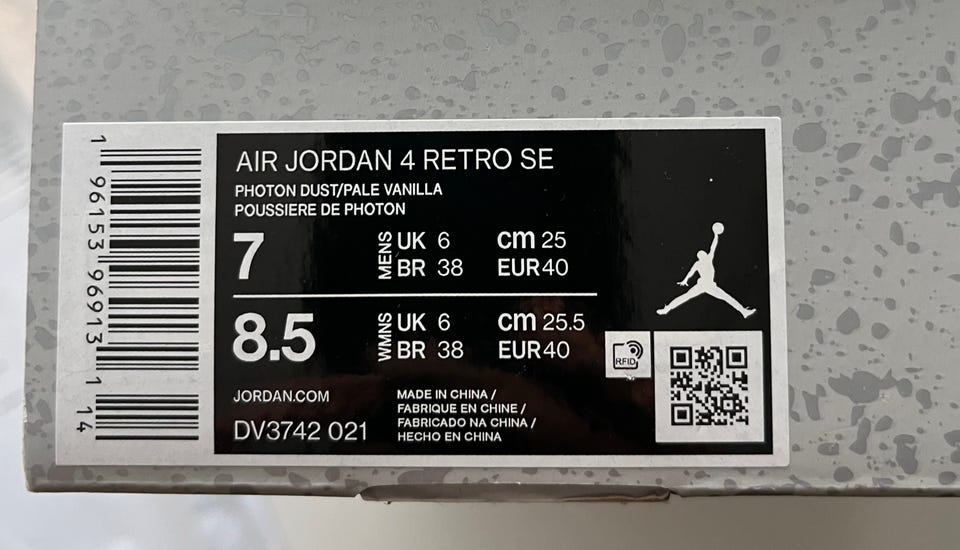 AIR JORDAN 4 RETRO SE
PHOTON DUST/PALE VANILLA
POUSSIERE DE PHOTON
7 MENS UK 6 cm 25
BR 38 EUR 40
8.5 WMNS UK 6 cm 25.5
BR 38 EUR 40
RFID
JORDAN.COM
DV3742 021
MADE IN CHINA /
FABRIQUE EN CHINE /
FABRICADO NA CHINA /
HECHO EN CHINA
1 96153 96913 1 14